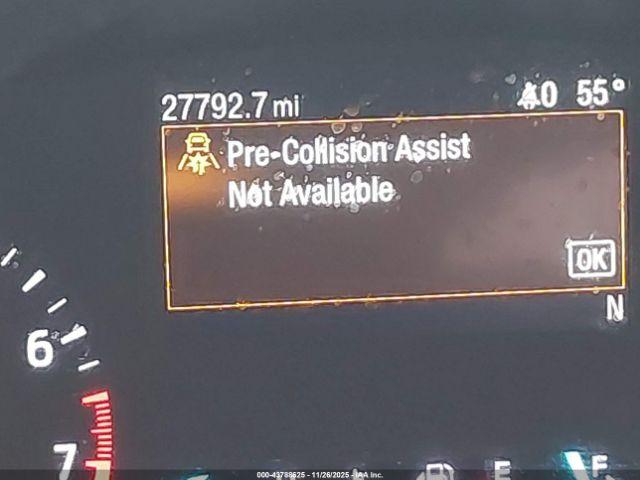 27792.7 mi 55°
Pre-Collision Assist
Not Available
OK
N
6
7
E F
000-43788625 - 11/26/2025 - IAA Inc.